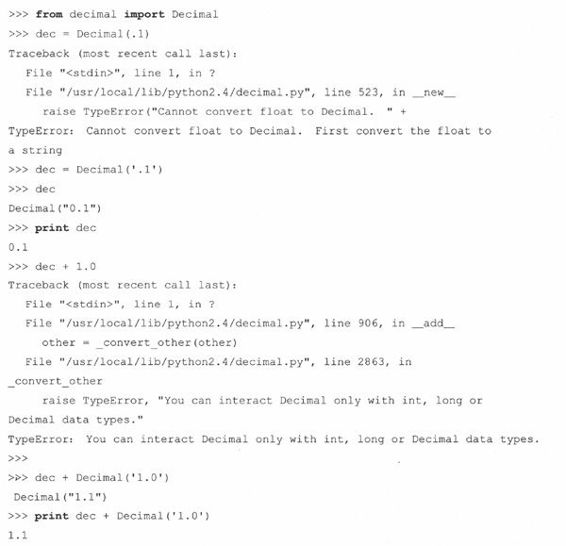 >>> from decimal import Decimal
>>> dec = Decimal(.1)
Traceback (most recent call last):
File "<stdin>", line 1, in ?
File "/usr/local/lib/python2.4/decimal.py", line 523, in __new__
raise TypeError("Cannot convert float to Decimal. " +
TypeError: Cannot convert float to Decimal. First convert the float to
a string
>>> dec = Decimal('.1')
>>> dec
Decimal("0.1")
>>> print dec
0.1
>>> dec + 1.0
Traceback (most recent call last):
File "<stdin>", line 1, in ?
File "/usr/local/lib/python2.4/decimal.py", line 906, in __add__
other = _convert_other(other)
File "/usr/local/lib/python2.4/decimal.py", line 2863, in
_convert_other
raise TypeError, "You can interact Decimal only with int, long or
Decimal data types."
TypeError: You can interact Decimal only with int, long or Decimal data types.
>>>
>>> dec + Decimal('1.0')
Decimal("1.1")
>>> print dec + Decimal('1.0')
1.1